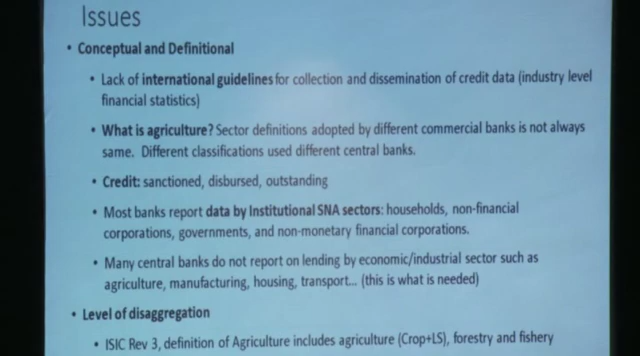 Issues
• Conceptual and Definitional
• Lack of international guidelines for collection and dissemination of credit data (industry level
financial statistics)
• What is agriculture? Sector definitions adopted by different commercial banks is not always
same. Different classifications used different central banks.
• Credit: sanctioned, disbursed, outstanding
• Most banks report data by Institutional SNA sectors: households, non-financial
corporations, governments, and non-monetary financial corporations.
• Many central banks do not report on lending by economic/industrial sector such as
agriculture, manufacturing, housing, transport... (this is what is needed)
• Level of disaggregation
• ISIC Rev 3, definition of Agriculture includes agriculture (Crop+LS), forestry and fishery